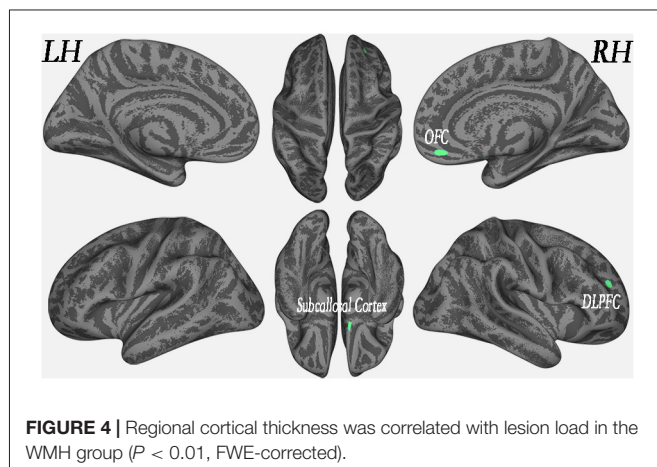 LH RH
OFC
Subcallosal Cortex
DLPFC
FIGURE 4 | Regional cortical thickness was correlated with lesion load in the
WMH group (P < 0.01, FWE-corrected).